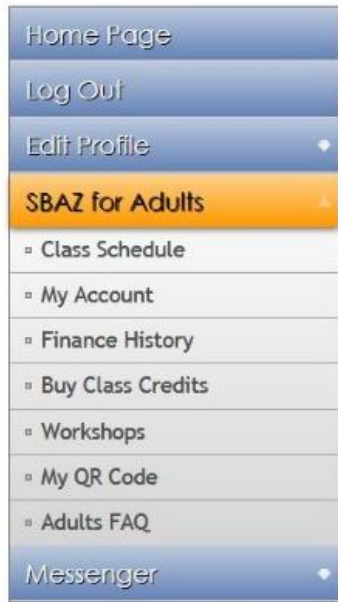 Home Page
Log Out
Edit Profile
SBAZ for Adults
Class Schedule
My Account
Finance History
Buy Class Credits
Workshops
My QR Code
Adults FAQ
Messenger